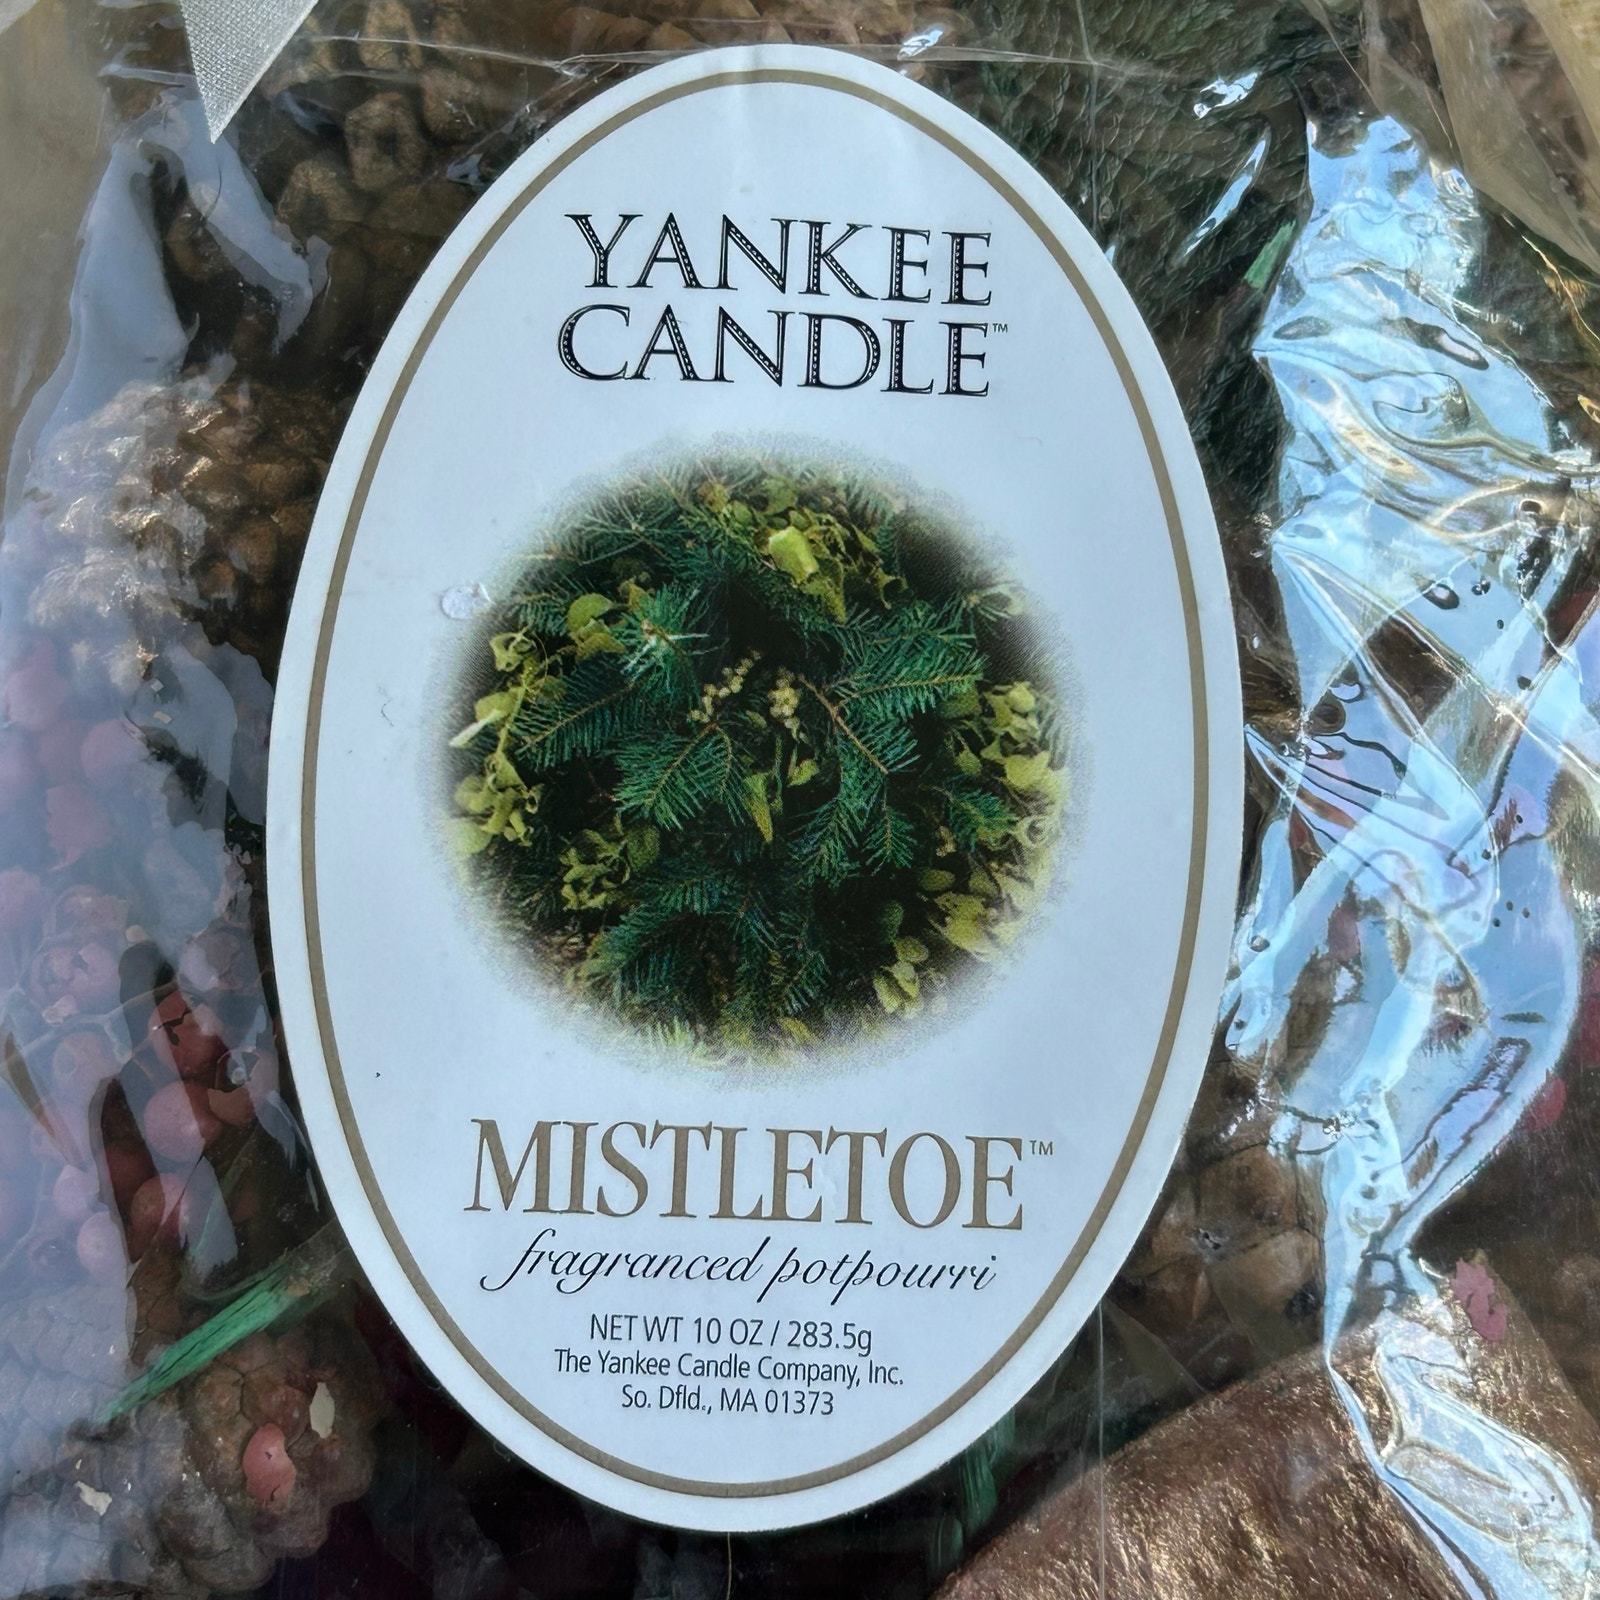 YANKEE
CANDLE™
MISTLETOE™
fragranced potpourri
NET WT 10 OZ / 283.5g
The Yankee Candle Company, Inc.
So. Dfld., MA 01373